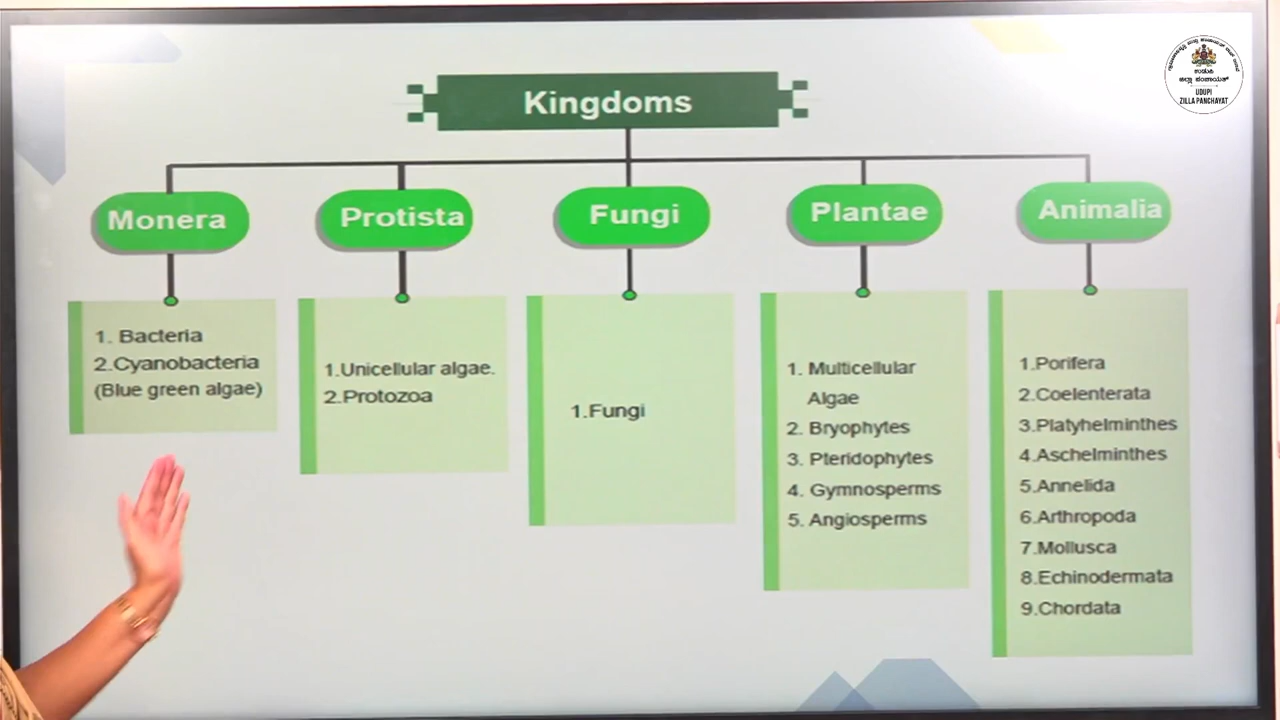 Kingdoms
Monera
Protista
Fungi
Plantae
Animalia
1. Bacteria
2.Cyanobacteria
(Blue green algae)
1.Unicellular algae.
2.Protozoa
1.Fungi
1. Multicellular
Algae
2. Bryophytes
3. Pteridophytes
4. Gymnosperms
5. Angiosperms
1.Porifera
2.Coelenterata
3.Platyhelminthes
4.Aschelminthes
5.Annelida
6.Arthropoda
7.Mollusca
8.Echinodermata
9.Chordata
ಉಡುಪಿ
ಜಿಲ್ಲಾ ಪಂಚಾಯತ್
UDUPI
ZILLA PANCHAYAT